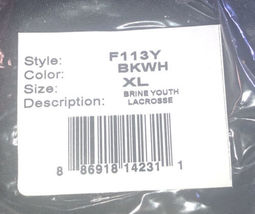 Style: F113Y
Color: BKWH
Size: XL
Description: BRINE YOUTH
LACROSSE
8 86918 14231 1